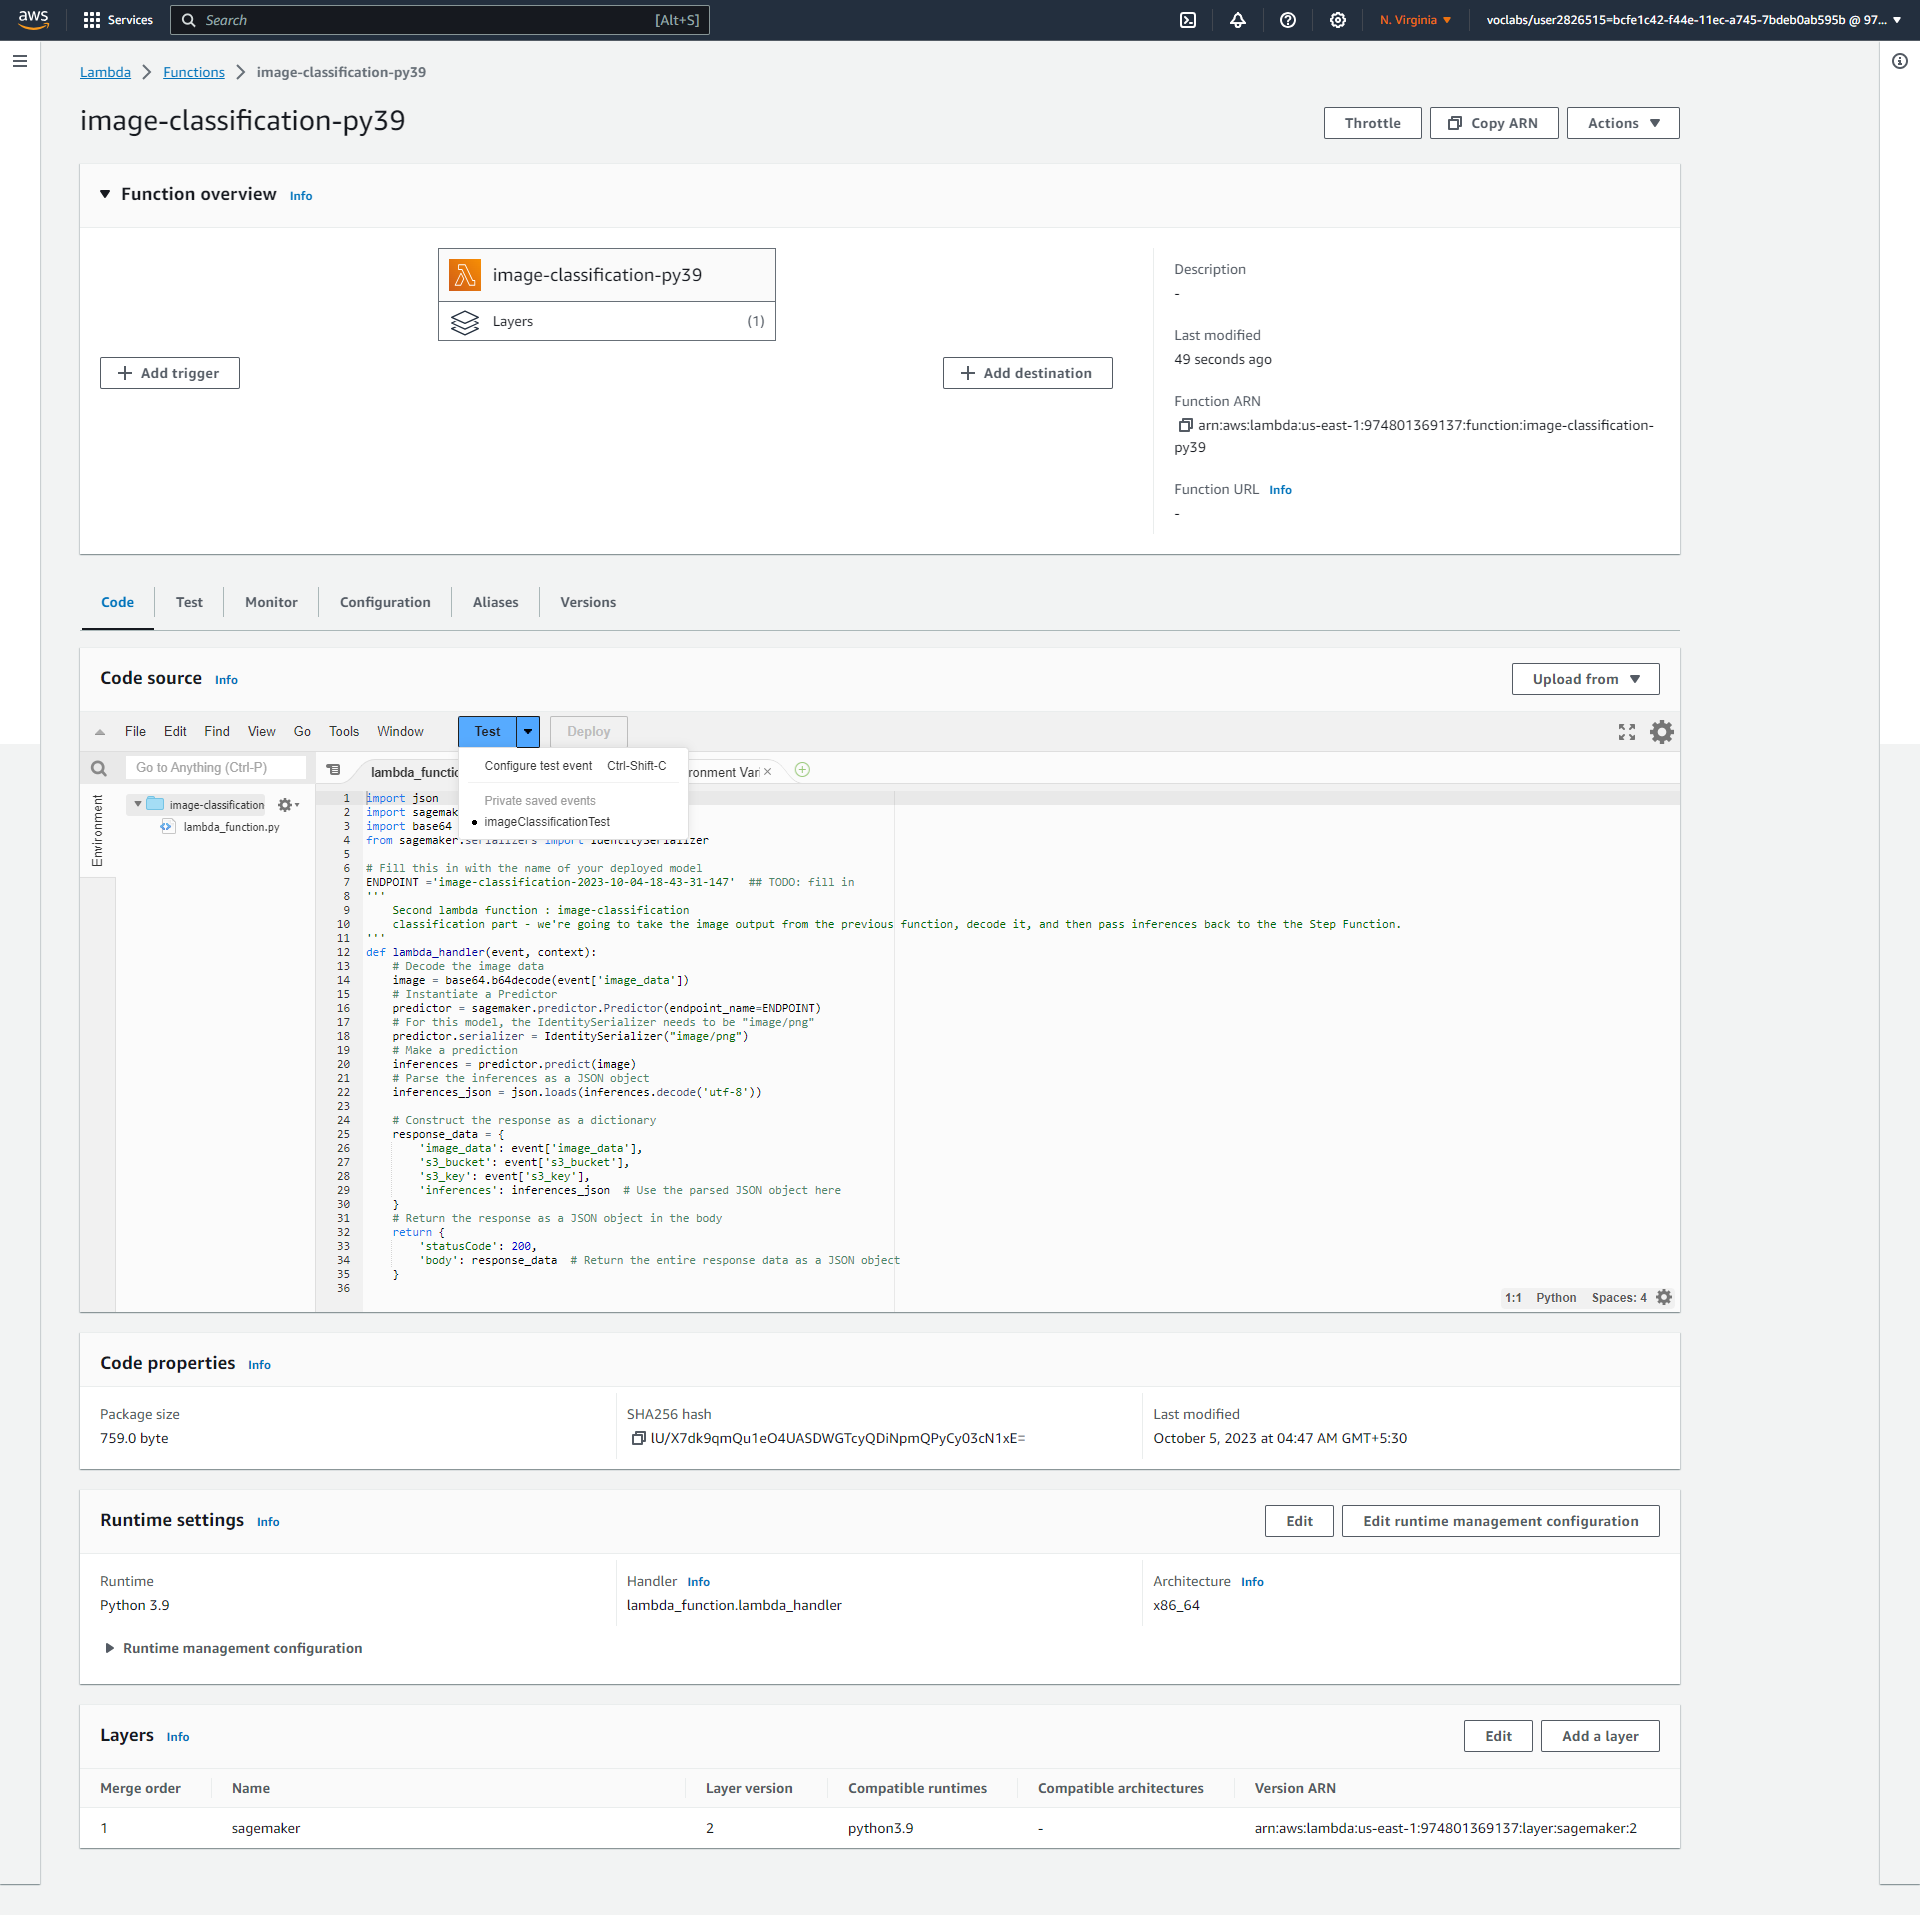 aws Services Search [Alt+S] N. Virginia voclabs/user2826515=bcfe1c42-f44e-11ec-a745-7bdeb0ab595b @ 97...
Lambda Functions image-classification-py39
image-classification-py39
Throttle Copy ARN Actions
Function overview Info
image-classification-py39
Layers (1)
Add trigger
Add destination
Description
-
Last modified
49 seconds ago
Function ARN
arn:aws:lambda:us-east-1:974801369137:function:image-classification-
py39
Function URL Info
-
Code Test Monitor Configuration Aliases Versions
Code source Info
Upload from
File Edit Find View Go Tools Window Test Deploy
Go to Anything (Ctrl-P)
Configure test event Ctrl-Shift-C
Private saved events
imageClassificationTest
Environment
image-classification
lambda_function.py
lambda_functio ronment Var
1 import json
2 import sagemak
3 import base64
4 from sagemaker.serializers import IdentitySerializer
5
6 # Fill this in with the name of your deployed model
7 ENDPOINT ='image-classification-2023-10-04-18-43-31-147'  ## TODO: fill in
8 '''
9     Second lambda function : image-classification
10     classification part - we're going to take the image output from the previous function, decode it, and then pass inferences back to the the Step Function.
11 '''
12 def lambda_handler(event, context):
13     # Decode the image data
14     image = base64.b64decode(event['image_data'])
15     # Instantiate a Predictor
16     predictor = sagemaker.predictor.Predictor(endpoint_name=ENDPOINT)
17     # For this model, the IdentitySerializer needs to be "image/png"
18     predictor.serializer = IdentitySerializer("image/png")
19     # Make a prediction
20     inferences = predictor.predict(image)
21     # Parse the inferences as a JSON object
22     inferences_json = json.loads(inferences.decode('utf-8'))
23
24     # Construct the response as a dictionary
25     response_data = {
26         'image_data': event['image_data'],
27         's3_bucket': event['s3_bucket'],
28         's3_key': event['s3_key'],
29         'inferences': inferences_json  # Use the parsed JSON object here
30     }
31     # Return the response as a JSON object in the body
32     return {
33         'statusCode': 200,
34         'body': response_data  # Return the entire response data as a JSON object
35     }
36
1:1 Python Spaces: 4
Code properties Info
Package size
759.0 byte
SHA256 hash
lU/X7dk9qmQu1eO4UASDWGTcyQDiNpmQPyCy03cN1xE=
Last modified
October 5, 2023 at 04:47 AM GMT+5:30
Runtime settings Info
Edit Edit runtime management configuration
Runtime
Python 3.9
Handler Info
lambda_function.lambda_handler
Architecture Info
x86_64
Runtime management configuration
Layers Info
Edit Add a layer
Merge order Name Layer version Compatible runtimes Compatible architectures Version ARN
1 sagemaker 2 python3.9 - arn:aws:lambda:us-east-1:974801369137:layer:sagemaker:2